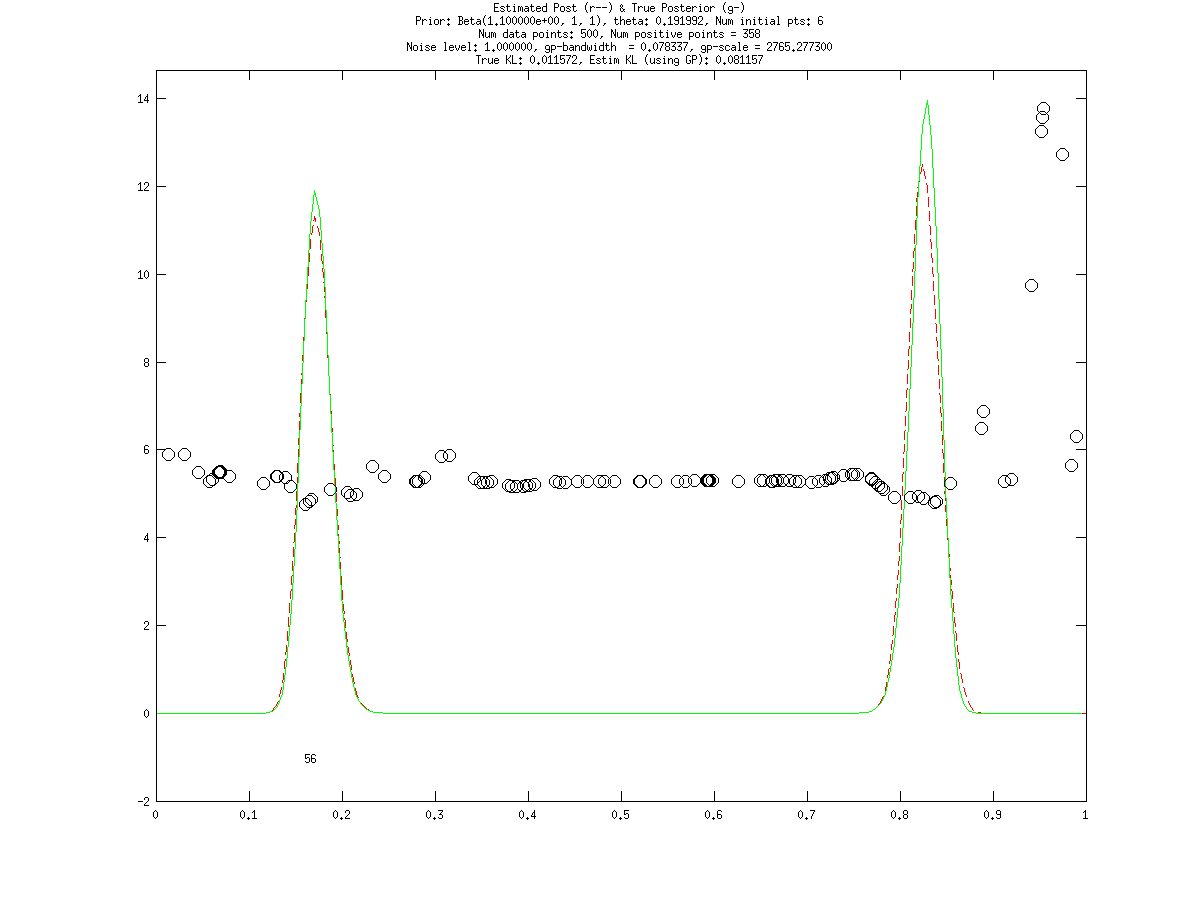 Estimated Post (r--) & True Posterior (g-)
Prior: Beta(1.100000e+00, 1, 1), theta: 0.191992, Num initial pts: 6
Num data points: 500, Num positive points = 358
Noise level: 1.000000, gp-bandwidth  = 0.078337, gp-scale = 2765.277300
True KL: 0.011572, Estim KL (using GP): 0.081157
14
12
10
8
6
4
2
0
56
-2
0 0.1 0.2 0.3 0.4 0.5 0.6 0.7 0.8 0.9 1